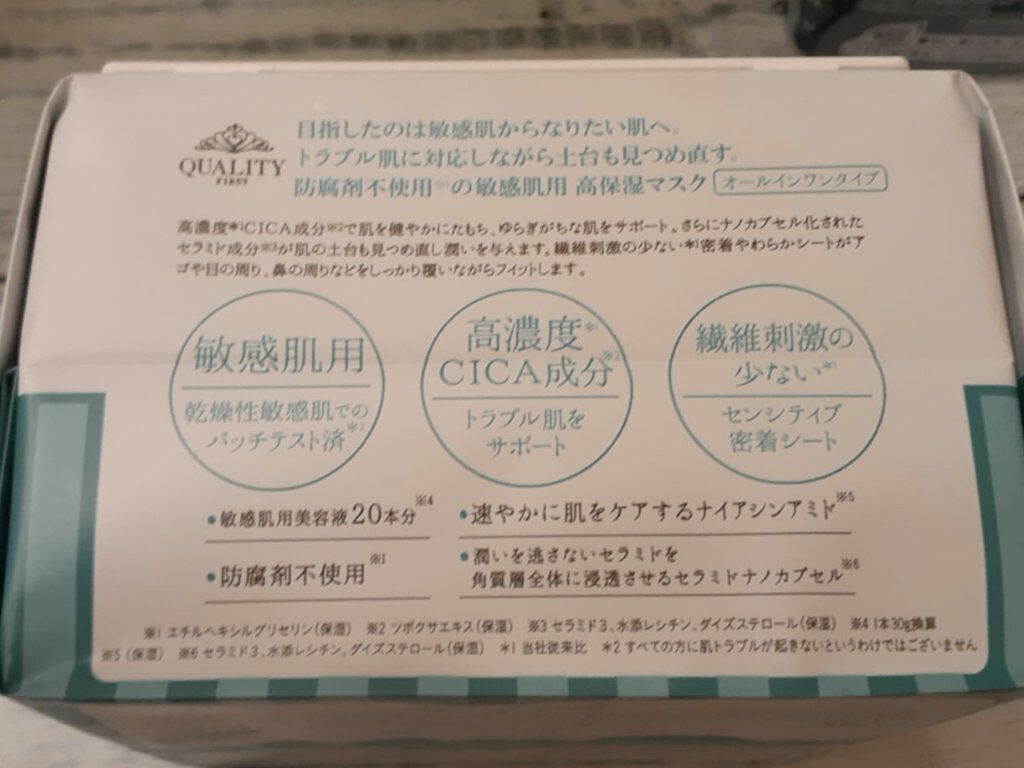 QUALITY
FIRST
目指したのは敏感肌からなりたい肌へ。
トラブル肌に対応しながら土台も見つめ直す。
防腐剤不使用※1の敏感肌用 高保湿マスク オールインワンタイプ
高濃度*1CICA成分※2で肌を健やかにたもち、ゆらぎがちな肌をサポート。さらにナノカプセル化された
セラミド成分※3が肌の土台も見つめ直し潤いを与えます。繊維刺激の少ない*1密着やわらかシートがア
ゴや目の周り、鼻の周りなどをしっかり覆いながらフィットします。
敏感肌用
乾燥性敏感肌での
パッチテスト済*2
高濃度*1
CICA成分※2
トラブル肌を
サポート
繊維刺激の
少ない*1
センシティブ
密着シート
•敏感肌用美容液20本分※4
•防腐剤不使用※1
•速やかに肌をケアするナイアシンアミド※5
•潤いを逃さないセラミドを
角質層全体に浸透させるセラミドナノカプセル※6
※1 エチルヘキシルグリセリン(保湿) ※2 ツボクサエキス(保湿) ※3 セラミド3、水添レシチン、ダイズステロール(保湿) ※4 1本30g換算
※5 (保湿) ※6 セラミド3、水添レシチン、ダイズステロール(保湿) *1 当社従来比 *2 すべての方に肌トラブルが起きないというわけではございません